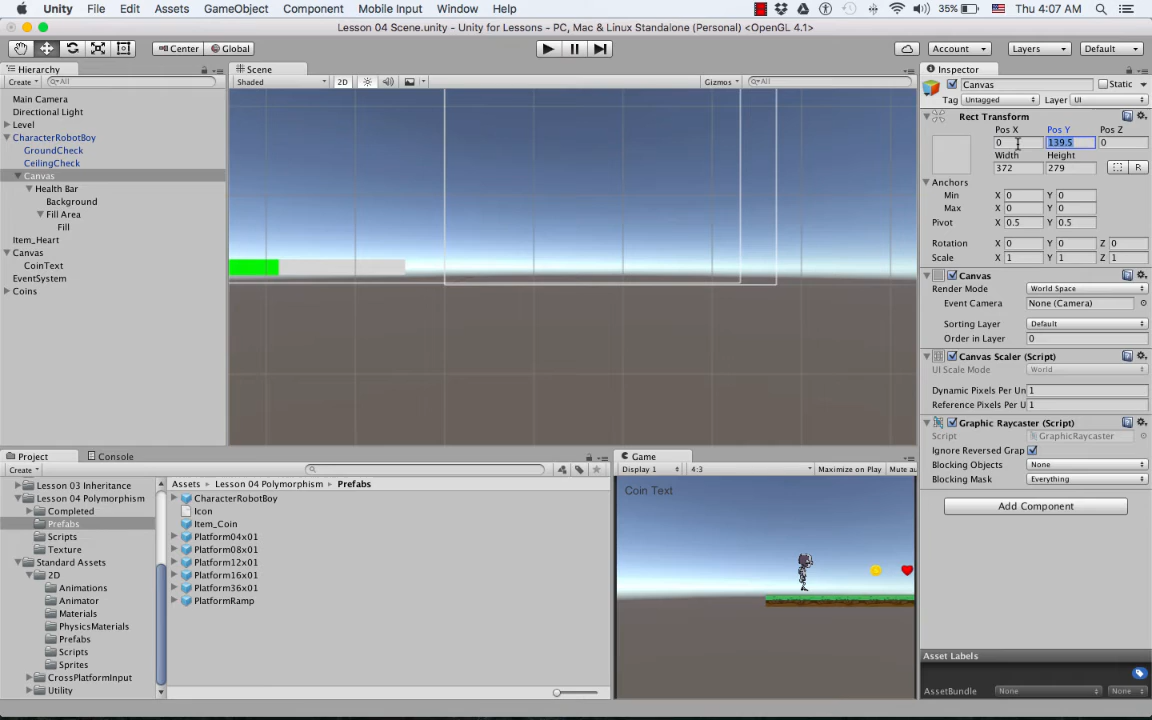 Unity File Edit Assets GameObject Component Mobile Input Window Help 35% Thu 4:07 AM
Lesson 04 Scene.unity - Unity for Lessons - PC, Mac & Linux Standalone (Personal) <OpenGL 4.1>
Center Global Account Layers Default
Hierarchy
Create All
Main Camera
Directional Light
Level
CharacterRobotBoy
GroundCheck
CeilingCheck
Canvas
Health Bar
Background
Fill Area
Fill
Item_Heart
Canvas
CoinText
EventSystem
Coins
Scene
Shaded 2D Gizmos All
Inspector
Canvas Static
Tag Untagged Layer UI
Rect Transform
Pos X Pos Y Pos Z
0 139.5 0
Width Height
372 279 R
Anchors
Min X 0 Y 0
Max X 0 Y 0
Pivot X 0.5 Y 0.5
Rotation X 0 Y 0 Z 0
Scale X 1 Y 1 Z 1
Canvas
Render Mode World Space
Event Camera None (Camera)
Sorting Layer Default
Order in Layer 0
Canvas Scaler (Script)
UI Scale Mode World
Dynamic Pixels Per Un 1
Reference Pixels Per U 1
Graphic Raycaster (Script)
Script GraphicRaycaster
Ignore Reversed Grap
Blocking Objects None
Blocking Mask Everything
Add Component
Asset Labels
AssetBundle None None
Project Console
Create
Lesson 03 Inheritance
Lesson 04 Polymorphism
Completed
Prefabs
Scripts
Texture
Standard Assets
2D
Animations
Animator
Materials
PhysicsMaterials
Prefabs
Scripts
Sprites
CrossPlatformInput
Utility
Assets Lesson 04 Polymorphism Prefabs
CharacterRobotBoy
Icon
Item_Coin
Platform04x01
Platform08x01
Platform12x01
Platform16x01
Platform36x01
PlatformRamp
Game
Display 1 4:3 Maximize on Play Mute au
Coin Text